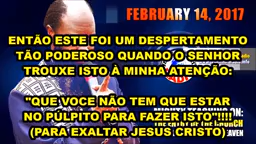 FEBRUARY 14, 2017
ENTÃO ESTE FOI UM DESPERTAMENTO
TÃO PODEROSO QUANDO O SENHOR
TROUXE ISTO À MINHA ATENÇÃO:
"QUE VOCE NÃO TEM QUE ESTAR
NO PÚLPITO PARA FAZER ISTO"!!!!
(PARA EXALTAR JESUS CRISTO)